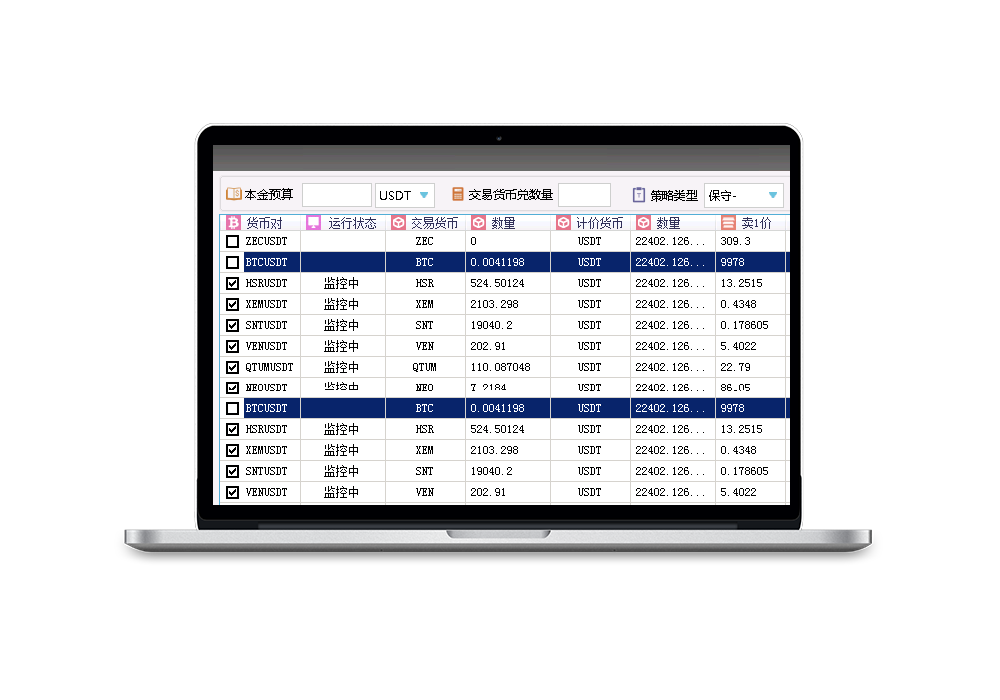 本金预算 USDT 交易货币兑数量 策略类型 保守-
货币对 运行状态 交易货币 数量 计价货币 数量 卖1价
ZECUSDT ZEC 0 USDT 22402.126... 309.3
BTCUSDT BTC 0.0041198 USDT 22402.126... 9978
HSRUSDT 监控中 HSR 524.50124 USDT 22402.126... 13.2515
XEMUSDT 监控中 XEM 2103.298 USDT 22402.126... 0.4348
SNTUSDT 监控中 SNT 19040.2 USDT 22402.126... 0.178605
VENUSDT 监控中 VEN 202.91 USDT 22402.126... 5.4022
QTUMUSDT 监控中 QTUM 110.087048 USDT 22402.126... 22.79
NEOUSDT 监控中 NEO 7.2184 USDT 22402.126... 86.05
BTCUSDT BTC 0.0041198 USDT 22402.126... 9978
HSRUSDT 监控中 HSR 524.50124 USDT 22402.126... 13.2515
XEMUSDT 监控中 XEM 2103.298 USDT 22402.126... 0.4348
SNTUSDT 监控中 SNT 19040.2 USDT 22402.126... 0.178605
VENUSDT 监控中 VEN 202.91 USDT 22402.126... 5.4022